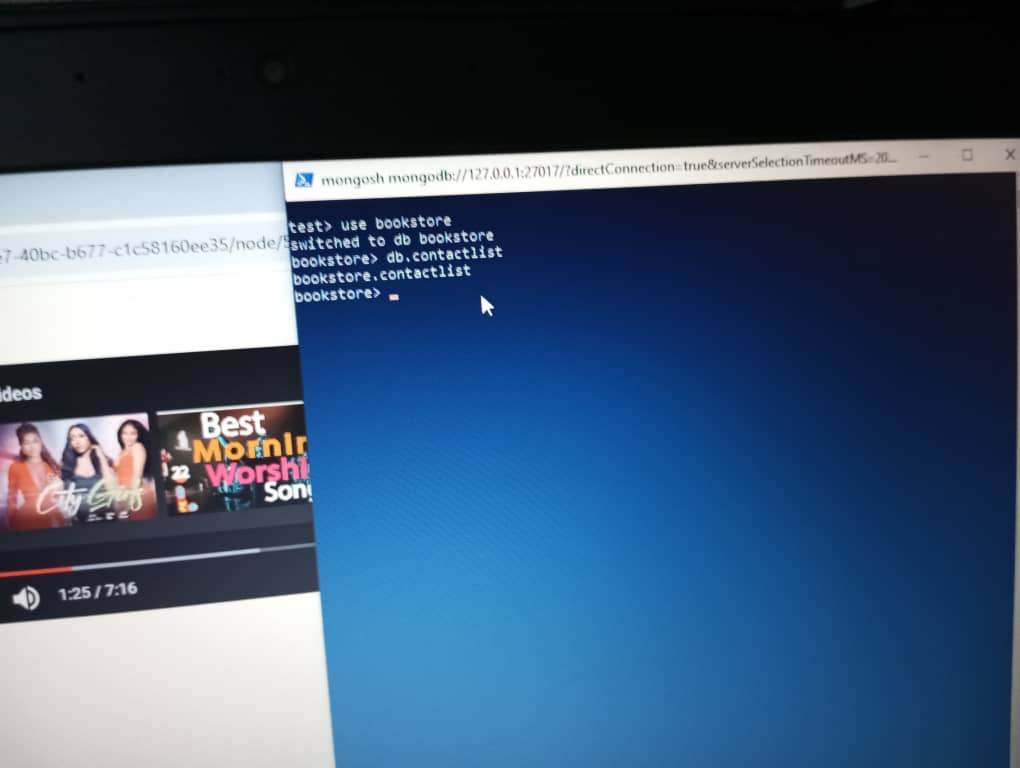 mongosh mongodb://127.0.0.1:27017/?directConnection=true&serverSelectionTimeoutMS=20...
test> use bookstore
switched to db bookstore
bookstore> db.contactlist
bookstore.contactlist
bookstore>
7-40bc-b677-c1c58160ee35/node/
ideos
City Girls
Best
Mornin
22
Worshi
Song
1:25 / 7:16